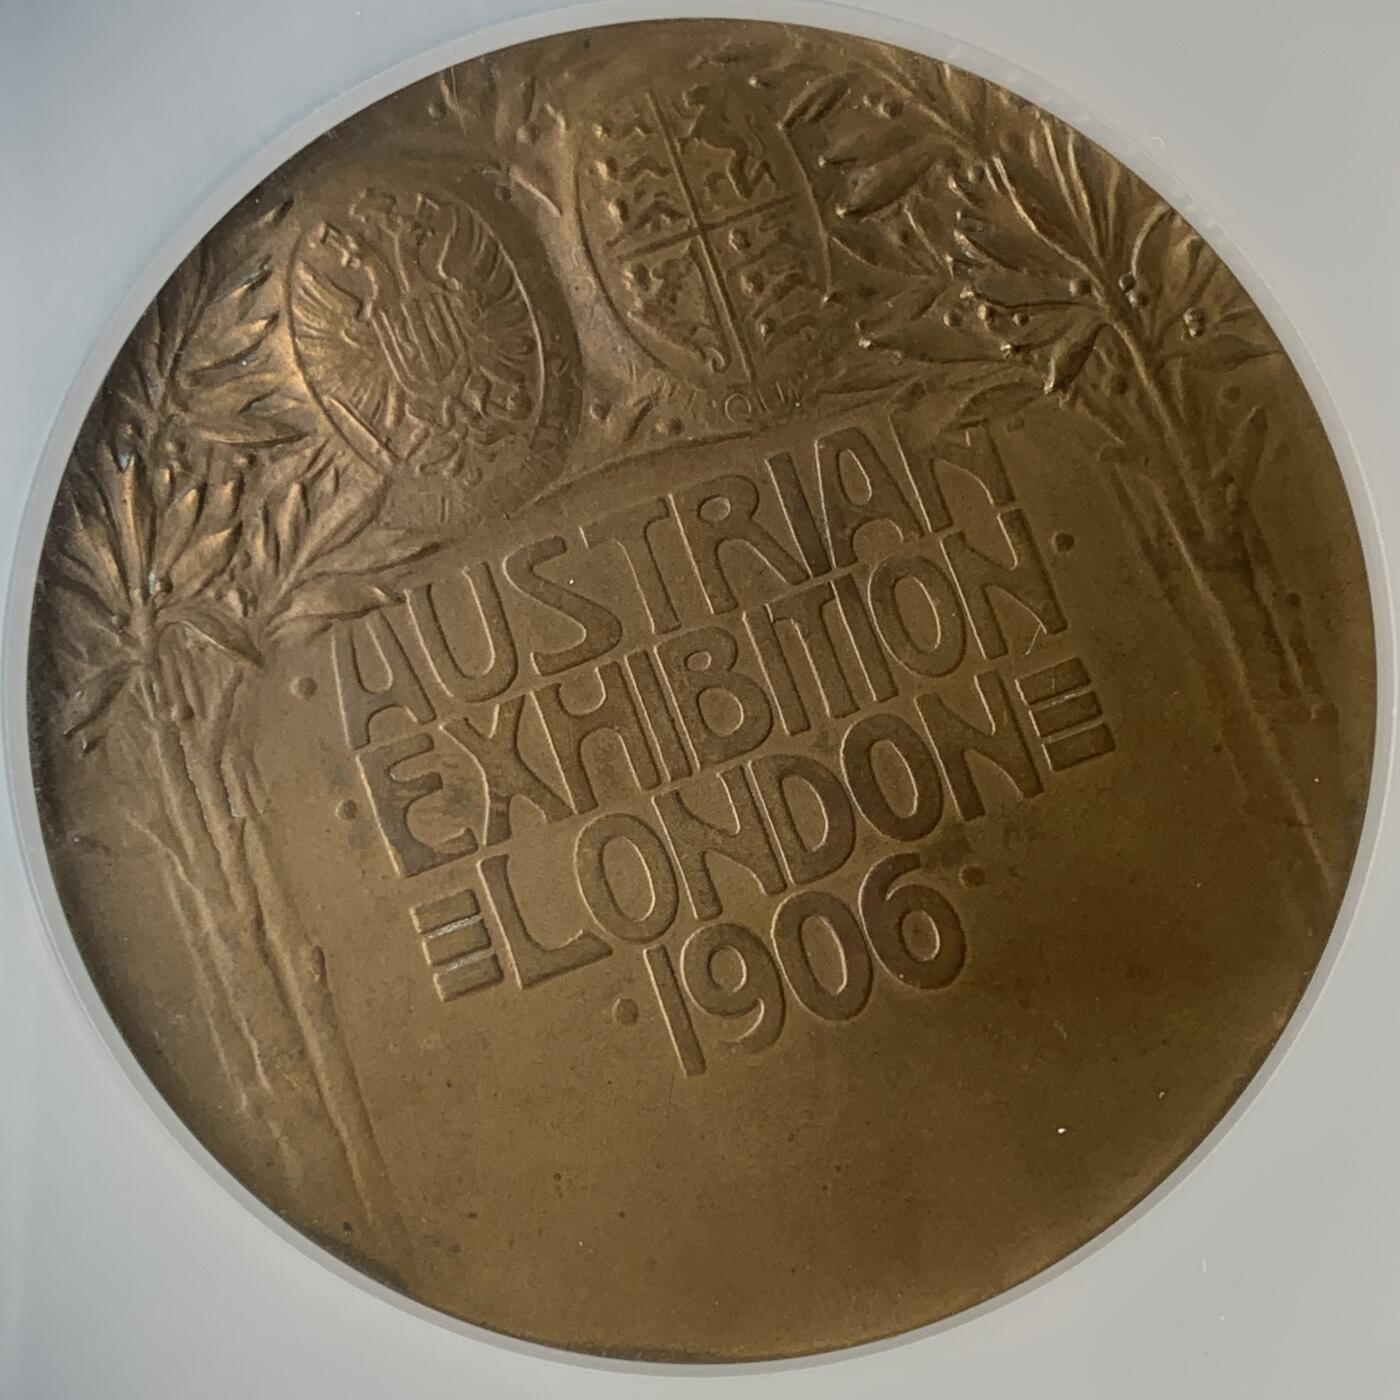 AUSTRIAN
EXHIBITION
LONDON
1906